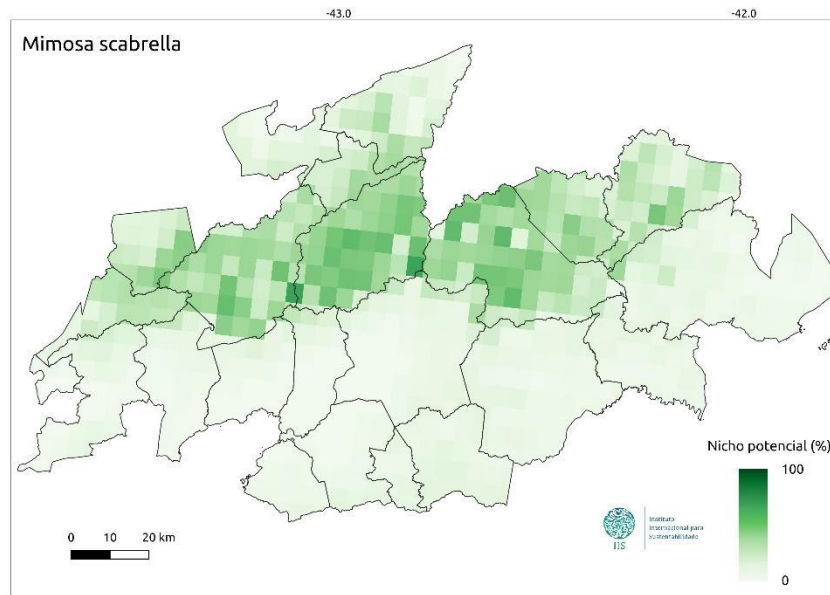 -43.0
-42.0
Mimosa scabrella
Nicho potencial (%)
100
0
Instituto
Internacional para
Sustentabilidade
IIS
0 10 20 km